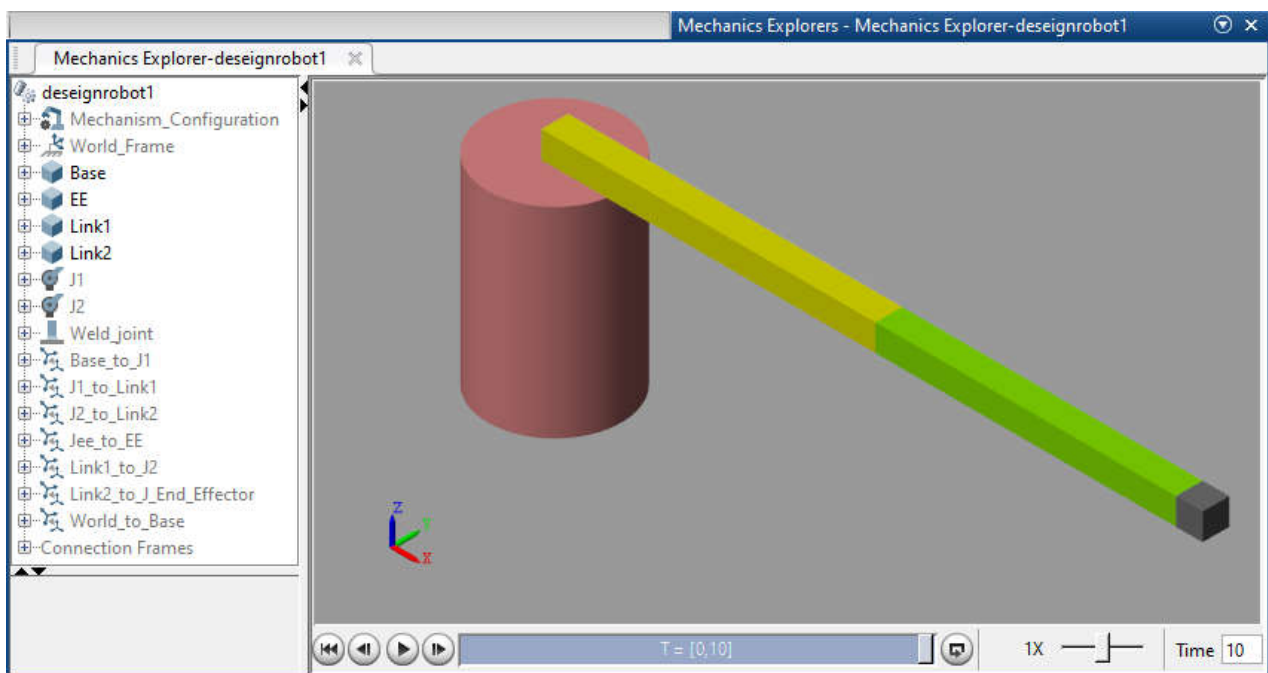 Mechanics Explorers - Mechanics Explorer-deseignrobot1
Mechanics Explorer-deseignrobot1
deseignrobot1
Mechanism_Configuration
World_Frame
Base
EE
Link1
Link2
J1
J2
Weld_joint
Base_to_J1
J1_to_Link1
J2_to_Link2
Jee_to_EE
Link1_to_J2
Link2_to_J_End_Effector
World_to_Base
Connection Frames
Z
Y
X
T = [0,10]
1X
Time 10